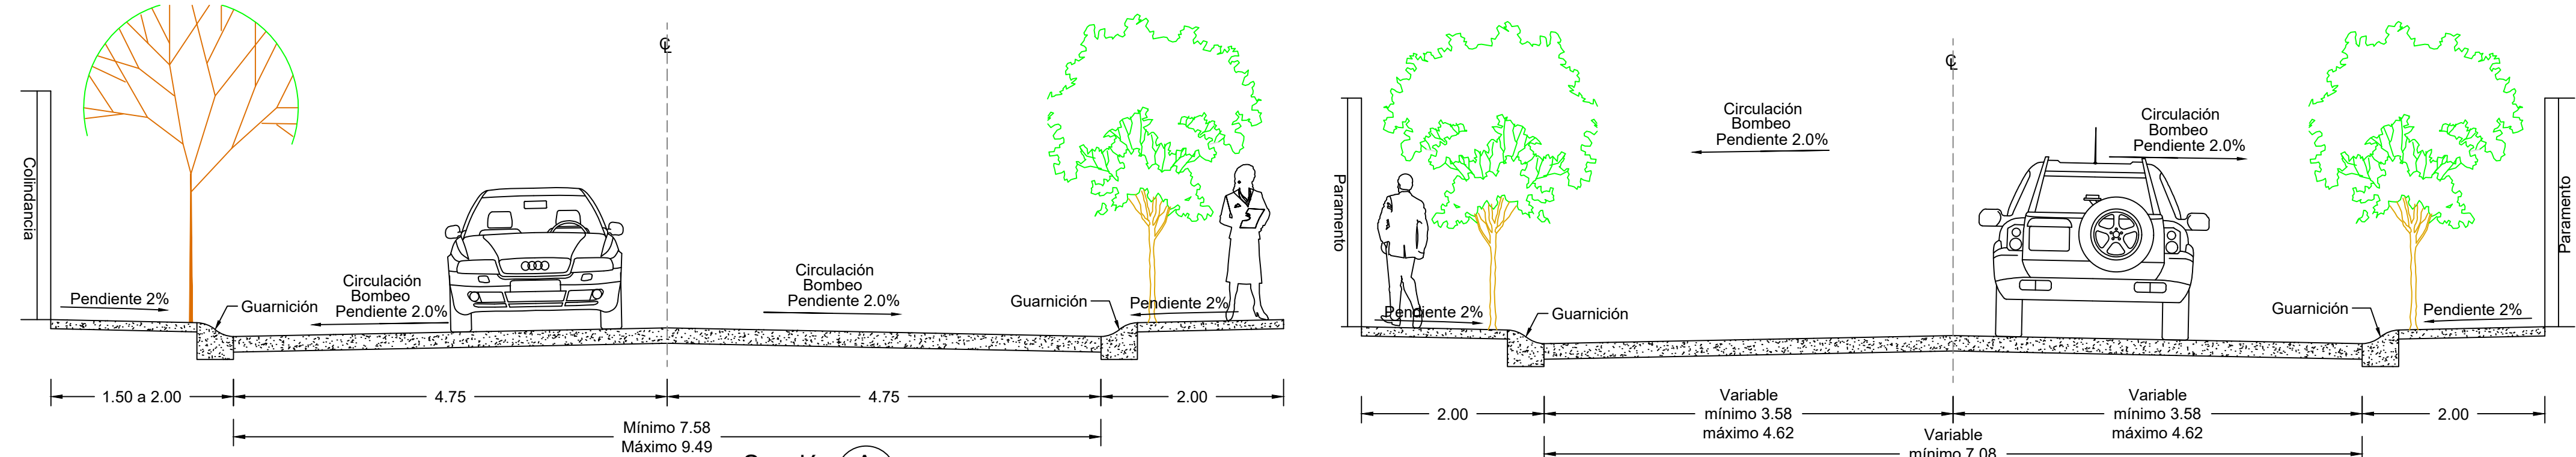 ℄
Colindancia
Pendiente 2%
Guarnición
Circulación
Bombeo
Pendiente 2.0%
Circulación
Bombeo
Pendiente 2.0%
Guarnición
Pendiente 2%
1.50 a 2.00
4.75
4.75
2.00
Mínimo 7.58
Máximo 9.49
℄
Paramento
Circulación
Bombeo
Pendiente 2.0%
Circulación
Bombeo
Pendiente 2.0%
Paramento
Pendiente 2%
Guarnición
Guarnición
Pendiente 2%
2.00
Variable
mínimo 3.58
máximo 4.62
Variable
mínimo 3.58
máximo 4.62
2.00
Variable
mínimo 7.08